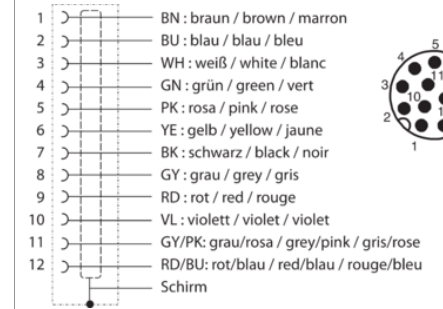 1 BN : braun / brown / marron
2 BU : blau / blau / bleu
3 WH : weiß / white / blanc
4 GN : grün / green / vert
5 PK : rosa / pink / rose
6 YE : gelb / yellow / jaune
7 BK : schwarz / black / noir
8 GY : grau / grey / gris
9 RD : rot / red / rouge
10 VL : violett / violet / violet
11 GY/PK: grau/rosa / grey/pink / gris/rose
12 RD/BU: rot/blau / red/blau / rouge/bleu
Schirm
5
4
11
3
10
2
1